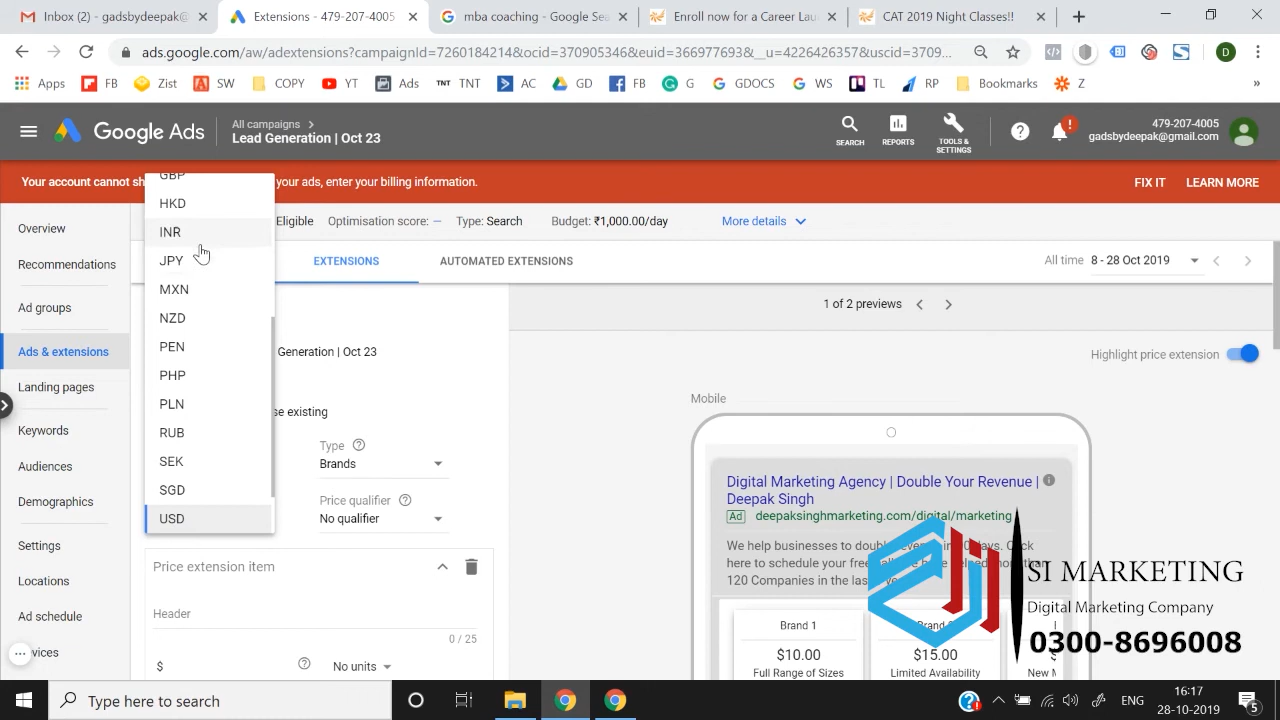 Inbox (2) - gadsbydeepak@
Extensions - 479-207-4005
mba coaching - Google Sea
Enroll now for a Career Lau
CAT 2019 Night Classes!!
ads.google.com/aw/adextensions?campaignId=7260184214&ocid=370905346&euid=366977693&__u=4226426357&uscid=3709...
D
Apps
FB
Zist
SW
COPY
YT
Ads
TNT
TNT
AC
GD
FB
G
GDOCS
WS
TL
RP
Bookmarks
Z
»
Google Ads
All campaigns
Lead Generation | Oct 23
SEARCH
REPORTS
TOOLS &
SETTINGS
479-207-4005
gadsbydeepak@gmail.com
Your account cannot sh
your ads, enter your billing information.
FIX IT
LEARN MORE
Eligible
Optimisation score: –
Type: Search
Budget: ₹1,000.00/day
More details
EXTENSIONS
AUTOMATED EXTENSIONS
All time
8 - 28 Oct 2019
Overview
Recommendations
Ad groups
Ads & extensions
Landing pages
Keywords
Audiences
Demographics
Settings
Locations
Ad schedule
vices
GBP
HKD
INR
JPY
MXN
NZD
PEN
PHP
PLN
RUB
SEK
SGD
USD
Generation | Oct 23
se existing
Type
Brands
Price qualifier
No qualifier
Price extension item
Header
0 / 25
$
No units
1 of 2 previews
Highlight price extension
Mobile
Digital Marketing Agency | Double Your Revenue |
Deepak Singh
Ad
deepaksinghmarketing.com/digital/marketing
We help businesses to double
days.
here to schedule your free
than
120 Companies in the last
Brand 1
$10.00
Full Range of Sizes
Brand
$15.00
Limited Availability
New M
SI MARKETING
Digital Marketing Company
0300-8696008
Type here to search
ENG
16:17
28-10-2019
5